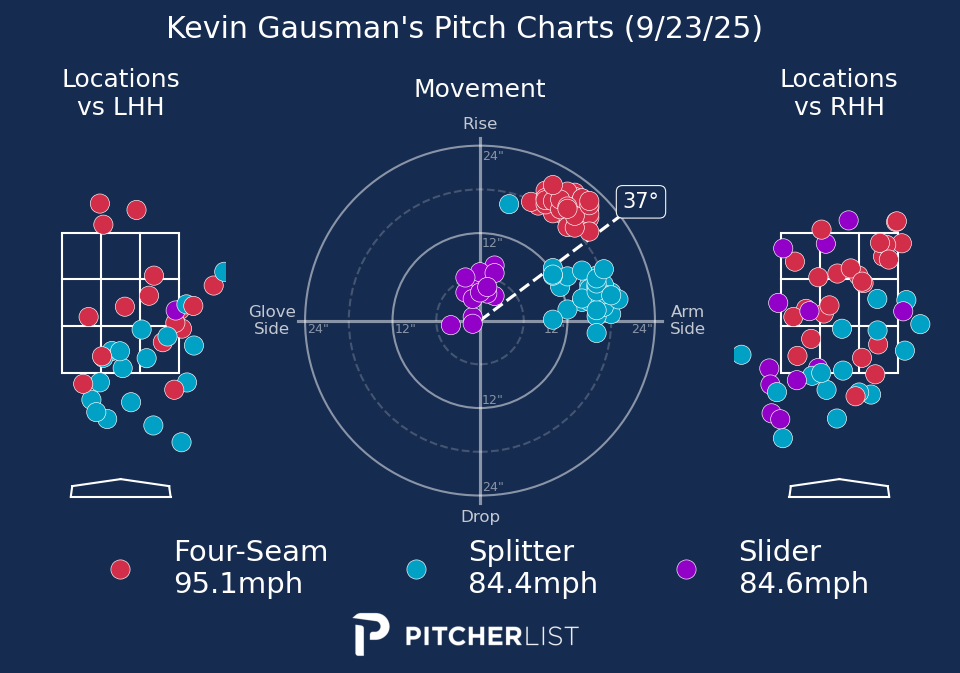 Kevin Gausman's Pitch Charts (9/23/25)
Locations
vs LHH
Movement
Locations
vs RHH
Rise
24"
12"
37°
Glove
Side
24"
12"
12"
24"
Arm
Side
12"
24"
Drop
Four-Seam
95.1mph
Splitter
84.4mph
Slider
84.6mph
PITCHERLIST